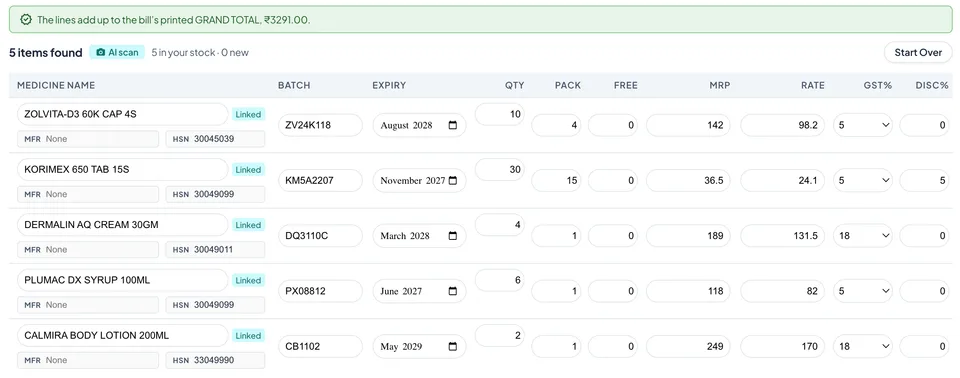 The lines add up to the bill's printed GRAND TOTAL, ₹3291.00.
5 items found AI scan 5 in your stock · 0 new Start Over
MEDICINE NAME BATCH EXPIRY QTY PACK FREE MRP RATE GST% DISC%
ZOLVITA-D3 60K CAP 4S Linked ZV24K118 August 2028 10 4 0 142 98.2 5 0
MFR None HSN 30045039
KORIMEX 650 TAB 15S Linked KM5A2207 November 2027 30 15 0 36.5 24.1 5 5
MFR None HSN 30049099
DERMALIN AQ CREAM 30GM Linked DQ3110C March 2028 4 1 0 189 131.5 18 0
MFR None HSN 30049011
PLUMAC DX SYRUP 100ML Linked PX08812 June 2027 6 1 0 118 82 5 0
MFR None HSN 30049099
CALMIRA BODY LOTION 200ML Linked CB1102 May 2029 2 1 0 249 170 18 0
MFR None HSN 33049990